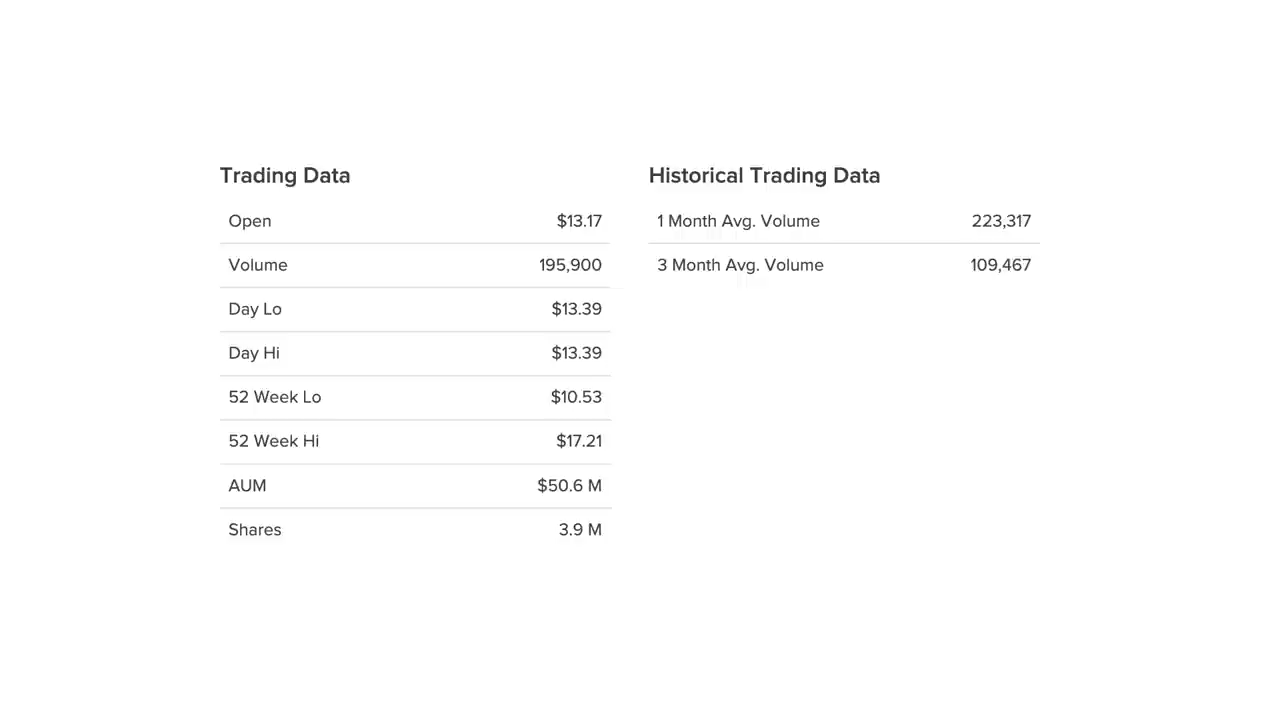 Trading Data
Open $13.17
Volume 195,900
Day Lo $13.39
Day Hi $13.39
52 Week Lo $10.53
52 Week Hi $17.21
AUM $50.6 M
Shares 3.9 M
Historical Trading Data
1 Month Avg. Volume 223,317
3 Month Avg. Volume 109,467